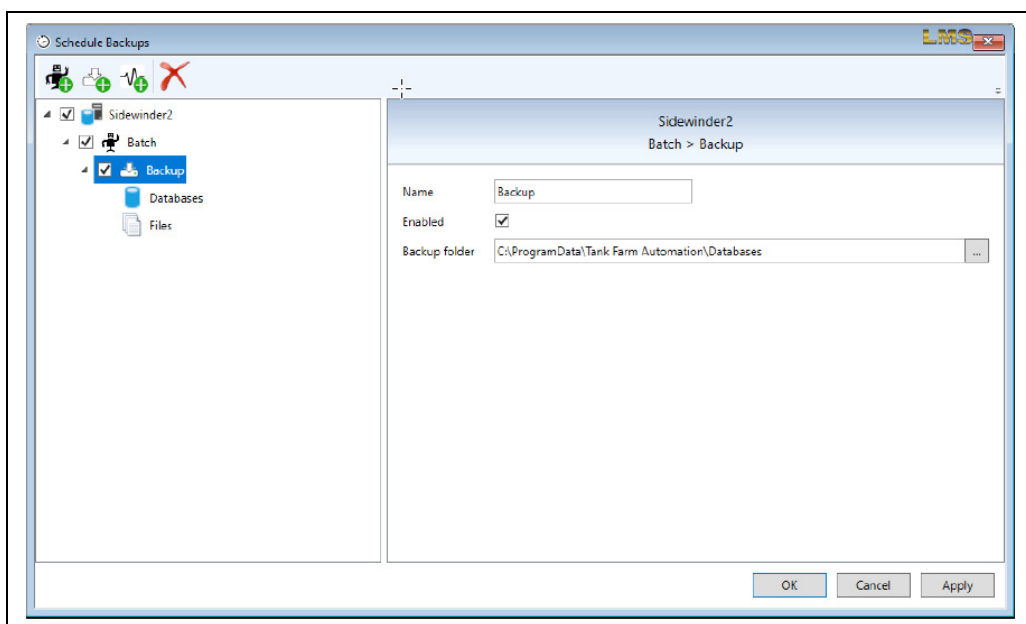 Schedule Backups
LMS
Sidewinder2
Batch
Backup
Databases
Files
Sidewinder2
Batch > Backup
Name Backup
Enabled
Backup folder C:\ProgramData\Tank Farm Automation\Databases ...
OK Cancel Apply